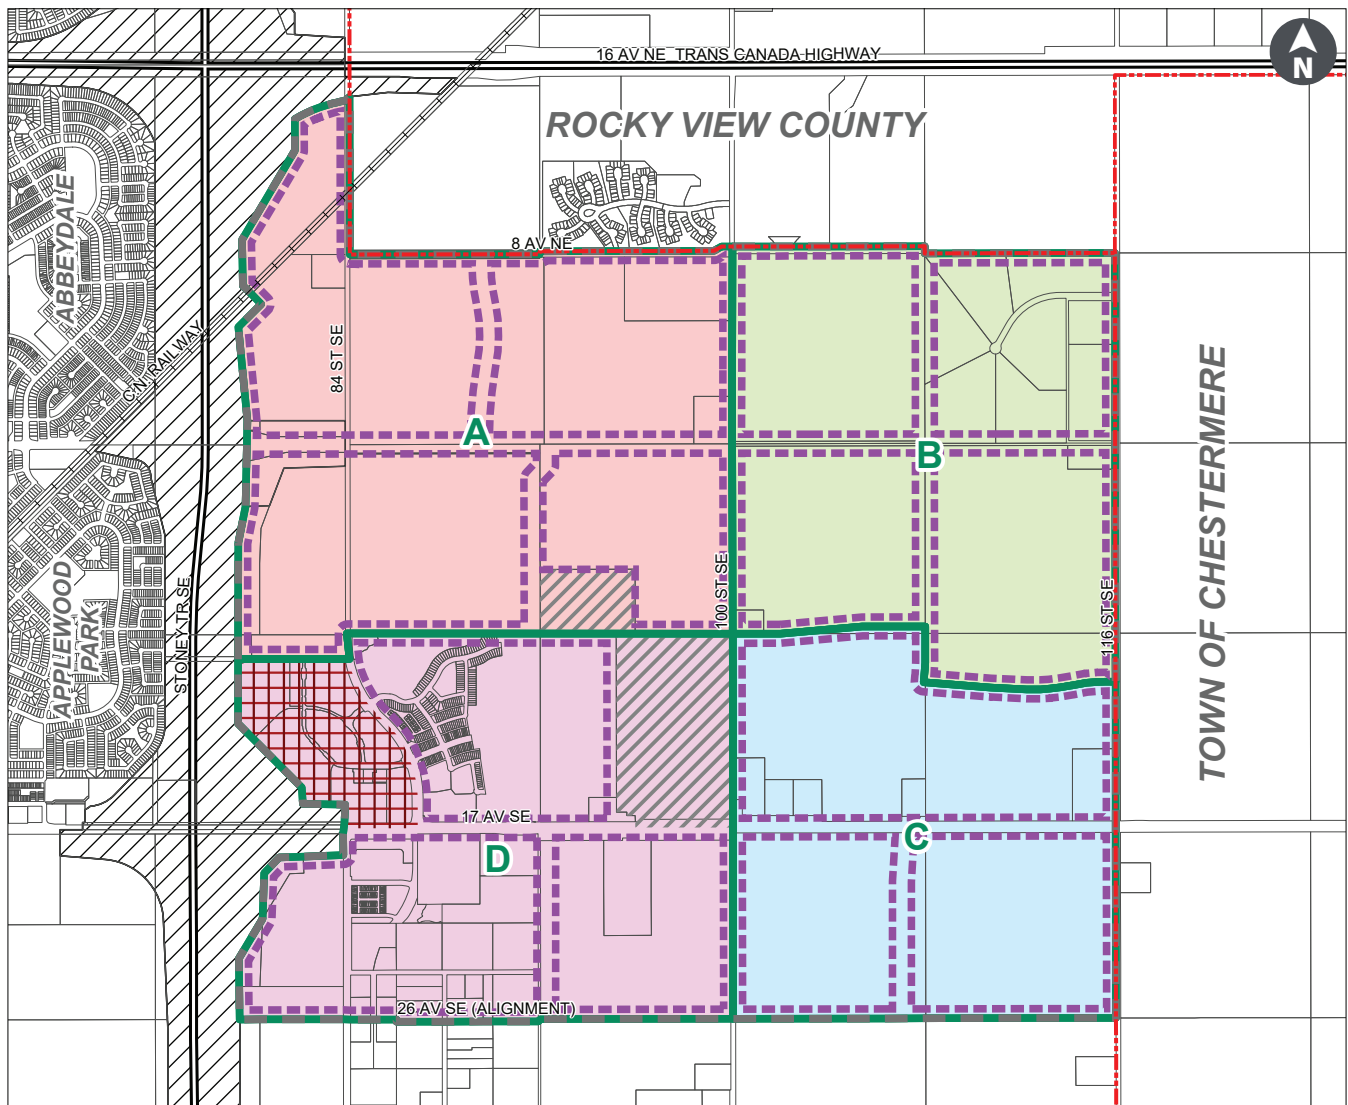 16 AV NE TRANS CANADA HIGHWAY
N
ROCKY VIEW COUNTY
ABBEYDALE
8 AV NE
CN RAILWAY
84 ST SE
A
B
TOWN OF CHESTERMERE
APPLEWOOD
PARK
STONEY TR SE
100 ST SE
116 ST SE
17 AV SE
C
D
26 AV SE (ALIGNMENT)